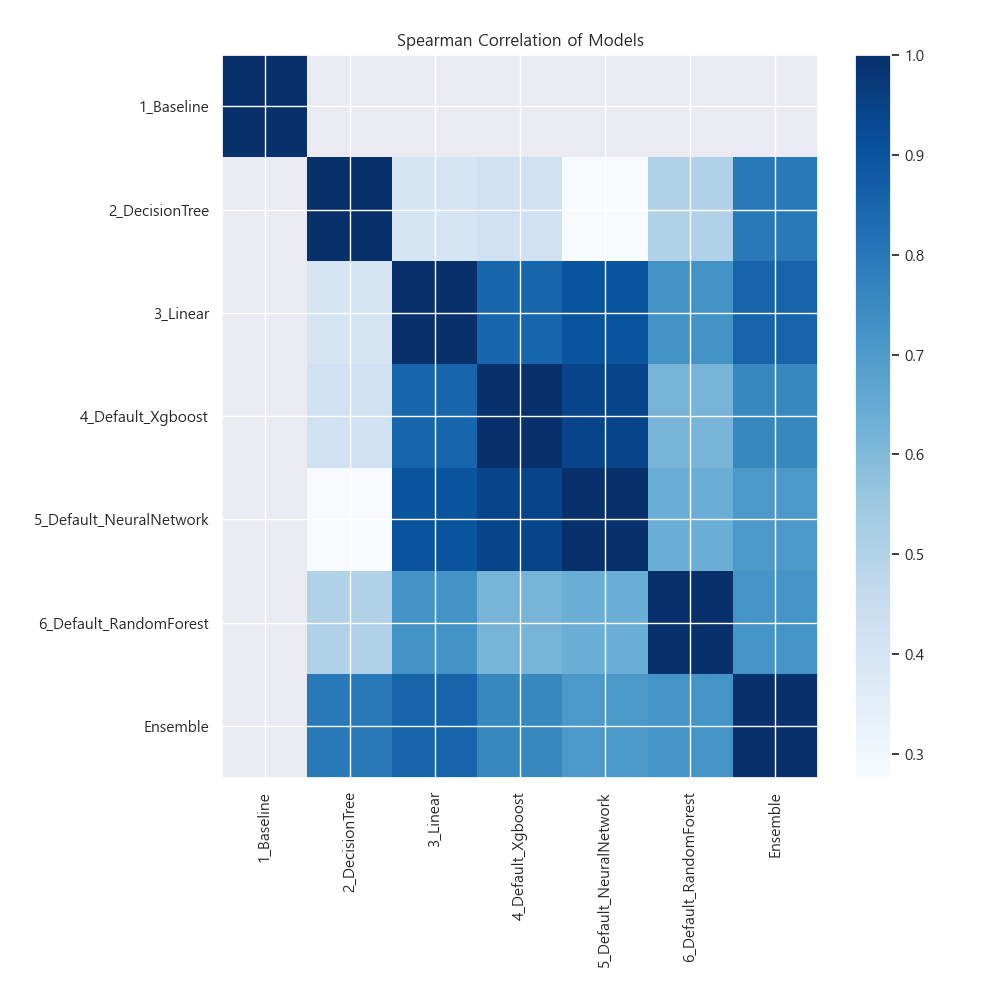 Spearman Correlation of Models
1_Baseline
2_DecisionTree
3_Linear
4_Default_Xgboost
5_Default_NeuralNetwork
6_Default_RandomForest
Ensemble
1_Baseline
2_DecisionTree
3_Linear
4_Default_Xgboost
5_Default_NeuralNetwork
6_Default_RandomForest
Ensemble
1.0
0.9
0.8
0.7
0.6
0.5
0.4
0.3